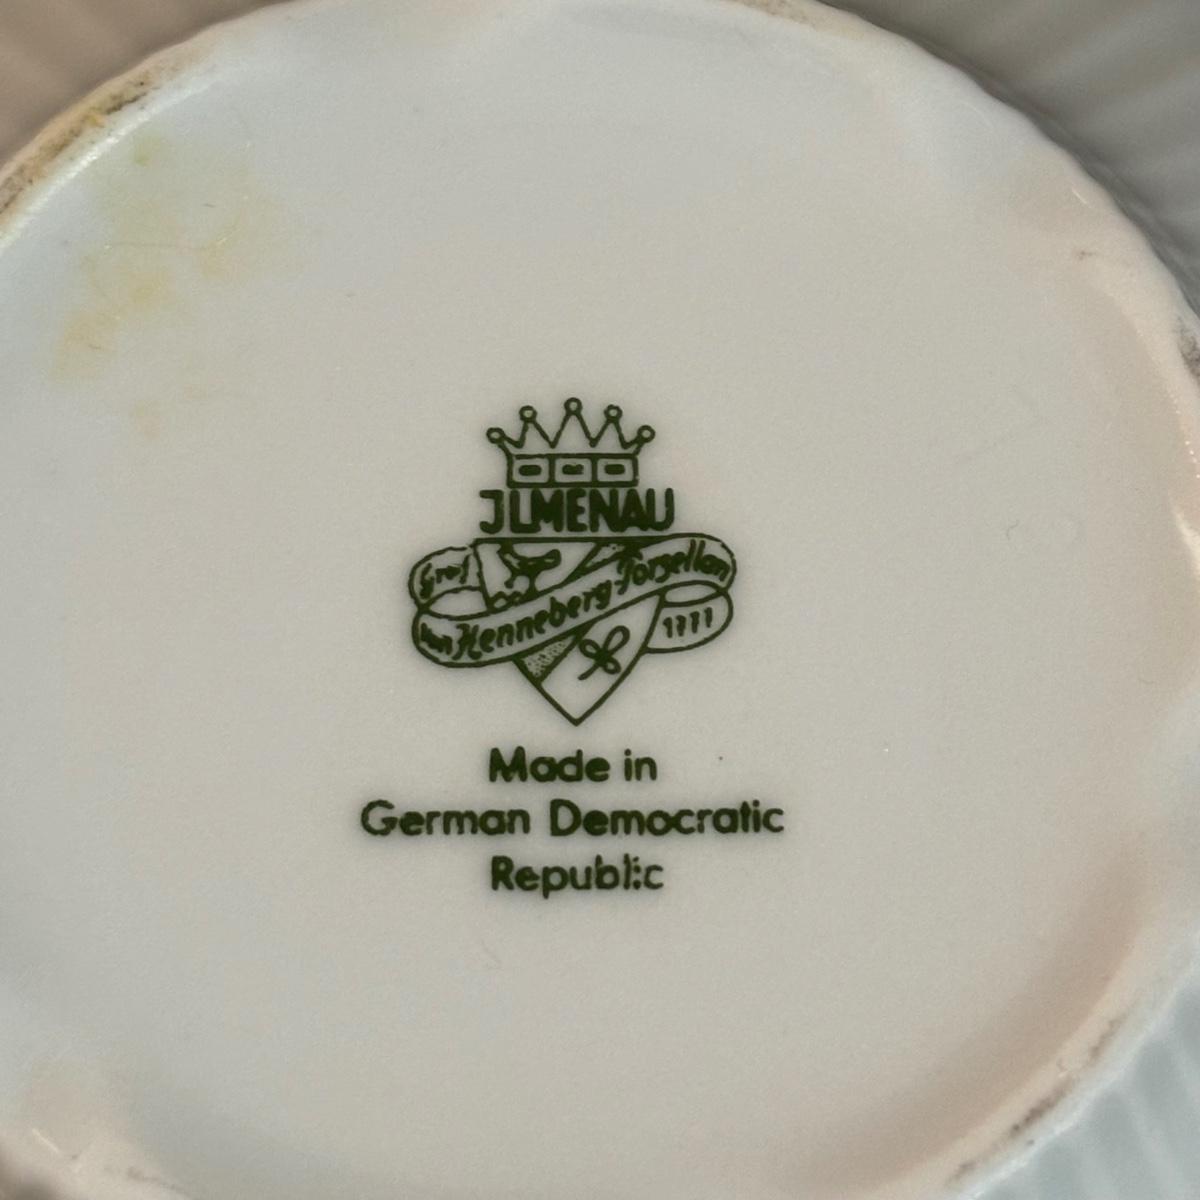 JLMENAU
Graf
von Henneberg-Porzellan
1777
Made in
German Democratic
Republic